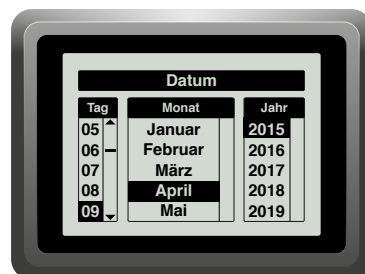 Datum
Tag Monat Jahr
05 Januar 2015
06 Februar 2016
07 März 2017
08 April 2018
09 Mai 2019